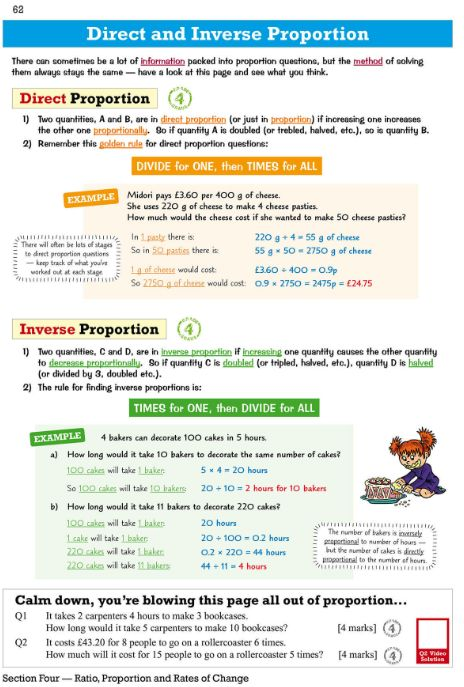 62
Direct and Inverse Proportion
There can sometimes be a lot of information packed into proportion questions, but the method of solving
them always stays the same — have a look at this page and see what you think.
Direct Proportion
4
1) Two quantities, A and B, are in direct proportion (or just in proportion) if increasing one increases
the other one proportionally. So if quantity A is doubled (or trebled, halved, etc.), so is quantity B.
2) Remember this golden rule for direct proportion questions:
DIVIDE for ONE, then TIMES for ALL
EXAMPLE
Midori pays £3.60 per 400 g of cheese.
She uses 220 g of cheese to make 4 cheese pasties.
How much would the cheese cost if she wanted to make 50 cheese pasties?
There will often be lots of stages
to direct proportion questions
— keep track of what you've
worked out at each stage.
In 1 pasty there is: 220 g ÷ 4 = 55 g of cheese
So in 50 pasties there is: 55 g × 50 = 2750 g of cheese
1 g of cheese would cost: £3.60 ÷ 400 = 0.9p
So 2750 g of cheese would cost: 0.9 × 2750 = 2475p = £24.75
Inverse Proportion
4
1) Two quantities, C and D, are in inverse proportion if increasing one quantity causes the other quantity
to decrease proportionally. So if quantity C is doubled (or tripled, halved, etc.), quantity D is halved
(or divided by 3, doubled etc.).
2) The rule for finding inverse proportions is:
TIMES for ONE, then DIVIDE for ALL
EXAMPLE
4 bakers can decorate 100 cakes in 5 hours.
a) How long would it take 10 bakers to decorate the same number of cakes?
100 cakes will take 1 baker: 5 × 4 = 20 hours
So 100 cakes will take 10 bakers: 20 ÷ 10 = 2 hours for 10 bakers
b) How long would it take 11 bakers to decorate 220 cakes?
100 cakes will take 1 baker: 20 hours
1 cake will take 1 baker: 20 ÷ 100 = 0.2 hours
220 cakes will take 1 baker: 0.2 × 220 = 44 hours
220 cakes will take 11 bakers: 44 ÷ 11 = 4 hours
The number of bakers is inversely
proportional to number of hours —
but the number of cakes is directly
proportional to the number of hours.
Calm down, you're blowing this page all out of proportion...
Q1 It takes 2 carpenters 4 hours to make 3 bookcases.
How long would it take 5 carpenters to make 10 bookcases? [4 marks] 4
Q2 It costs £43.20 for 8 people to go on a rollercoaster 6 times.
How much will it cost for 15 people to go on a rollercoaster 5 times? [4 marks] 4
Q2 Video
Solution
Section Four — Ratio, Proportion and Rates of Change